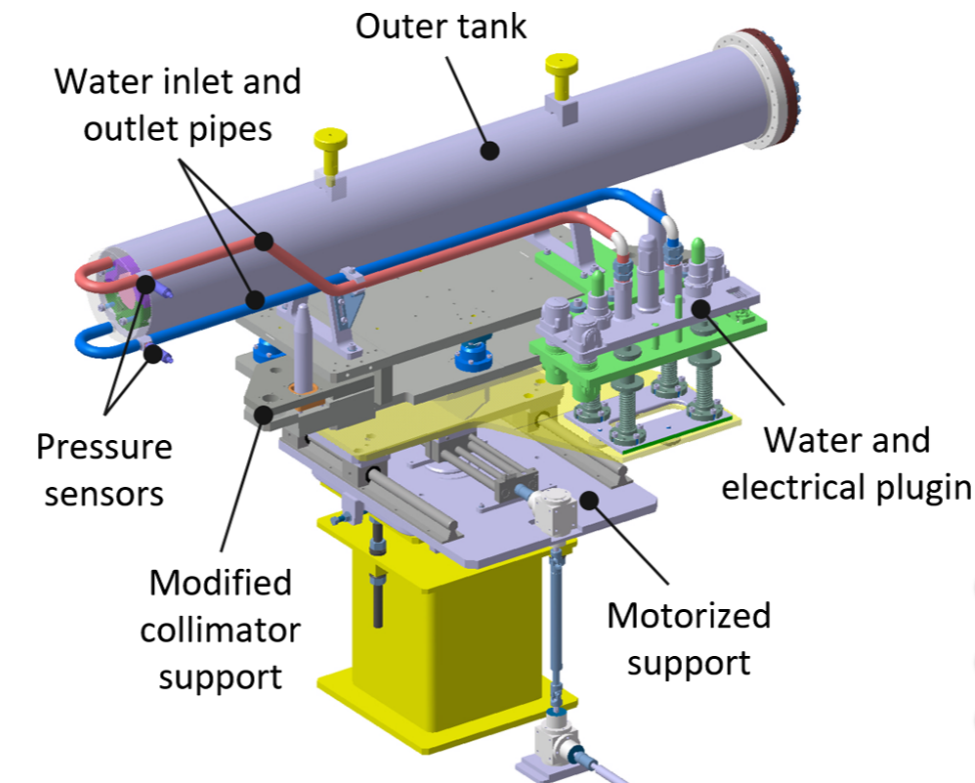 Outer tank
Water inlet and
outlet pipes
Pressure
sensors
Water and
electrical plugin
Modified
collimator
support
Motorized
support